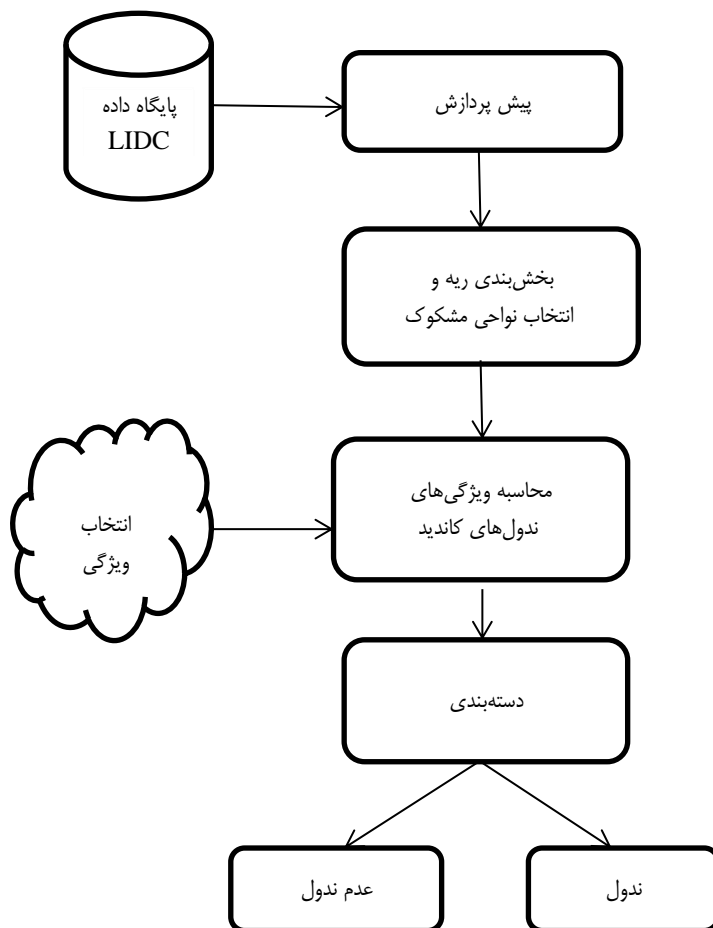 پایگاه داده
LIDC
پیش پردازش
بخش‌بندی ریه و
انتخاب نواحی مشکوک
محاسبه ویژگی‌های
ندول‌های کاندید
انتخاب
ویژگی
دسته‌بندی
ندول
عدم ندول